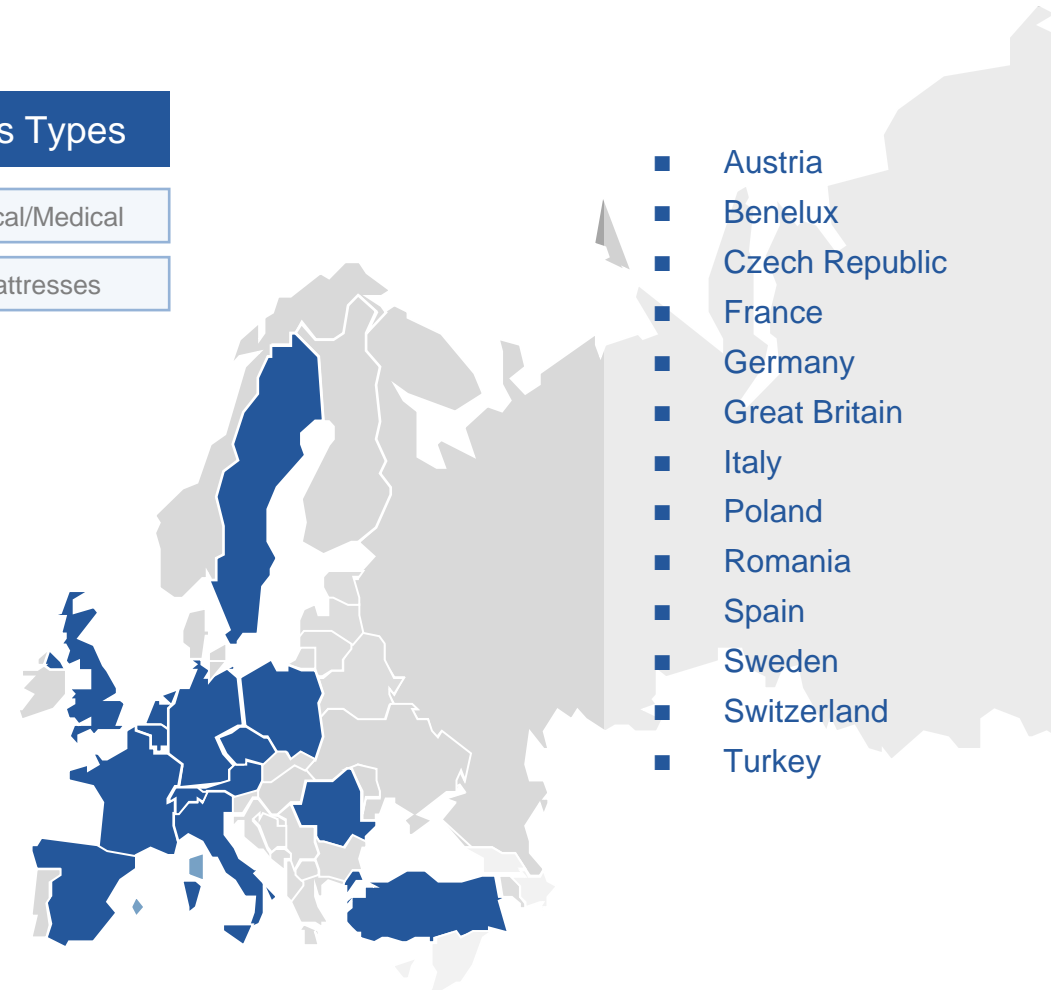 s Types
cal/Medical
attresses
Austria
Benelux
Czech Republic
France
Germany
Great Britain
Italy
Poland
Romania
Spain
Sweden
Switzerland
Turkey